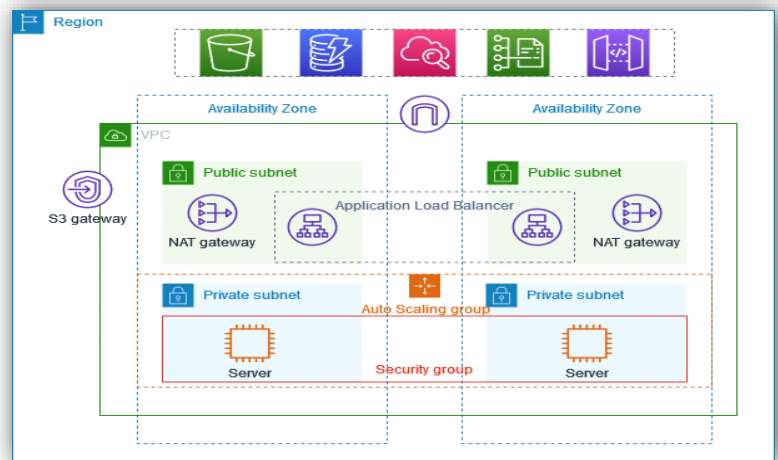 Region
Availability Zone
Availability Zone
VPC
Public subnet
Public subnet
S3 gateway
Application Load Balancer
NAT gateway
NAT gateway
Private subnet
Private subnet
Auto Scaling group
Security group
Server
Server